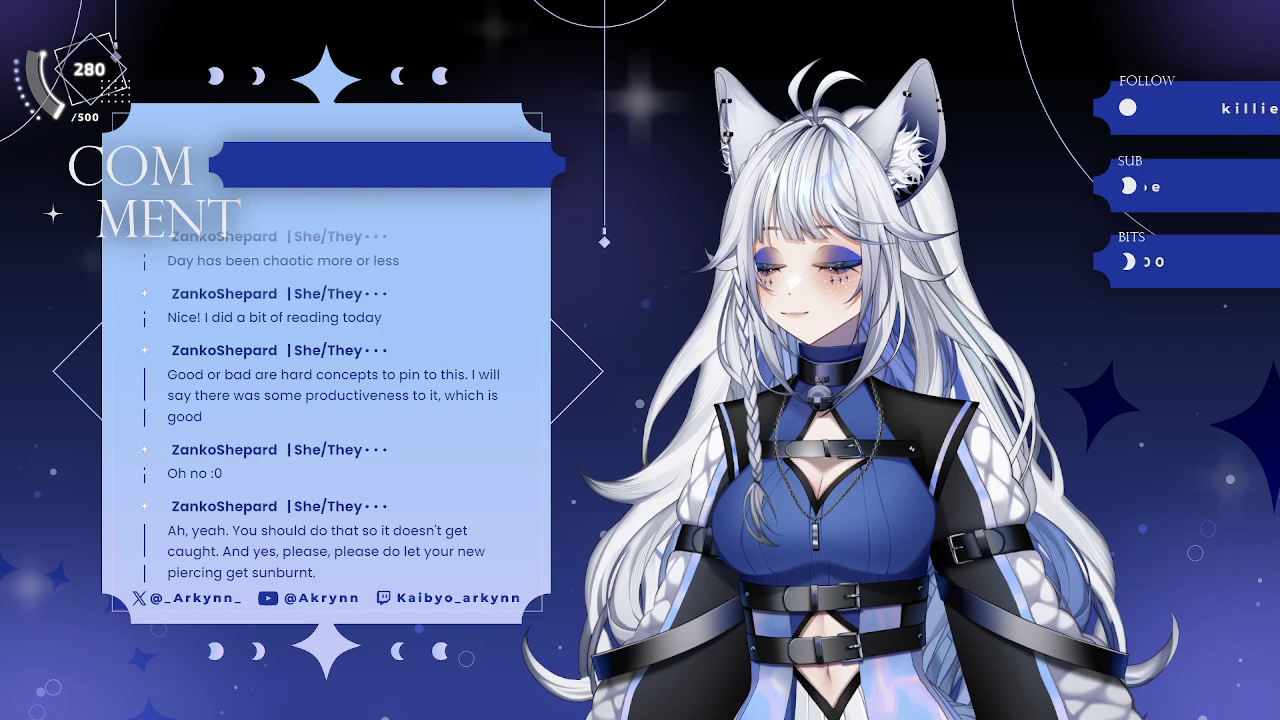 280
/500
COM
MENT
ZankoShepard | She/They • • •
Day has been chaotic more or less
ZankoShepard | She/They • • •
Nice! I did a bit of reading today
ZankoShepard | She/They • • •
Good or bad are hard concepts to pin to this. I will
say there was some productiveness to it, which is
good
ZankoShepard | She/They • • •
Oh no :0
ZankoShepard | She/They • • •
Ah, yeah. You should do that so it doesn't get
caught. And yes, please, please do let your new
piercing get sunburnt.
@_Arkynn_ @Akrynn Kaibyo_arkynn
FOLLOW
killie
SUB
BITS